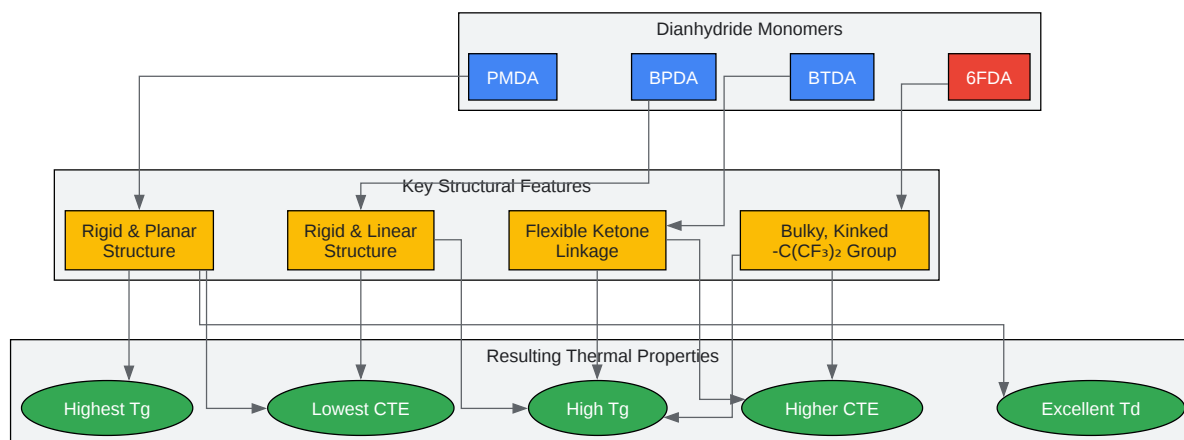 Dianhydride Monomers
PMDA
BPDA
BTDA
6FDA
Key Structural Features
Rigid & Planar
Structure
Rigid & Linear
Structure
Flexible Ketone
Linkage
Bulky, Kinked
-C(CF₃)₂ Group
Resulting Thermal Properties
Highest Tg
Lowest CTE
High Tg
Higher CTE
Excellent Td